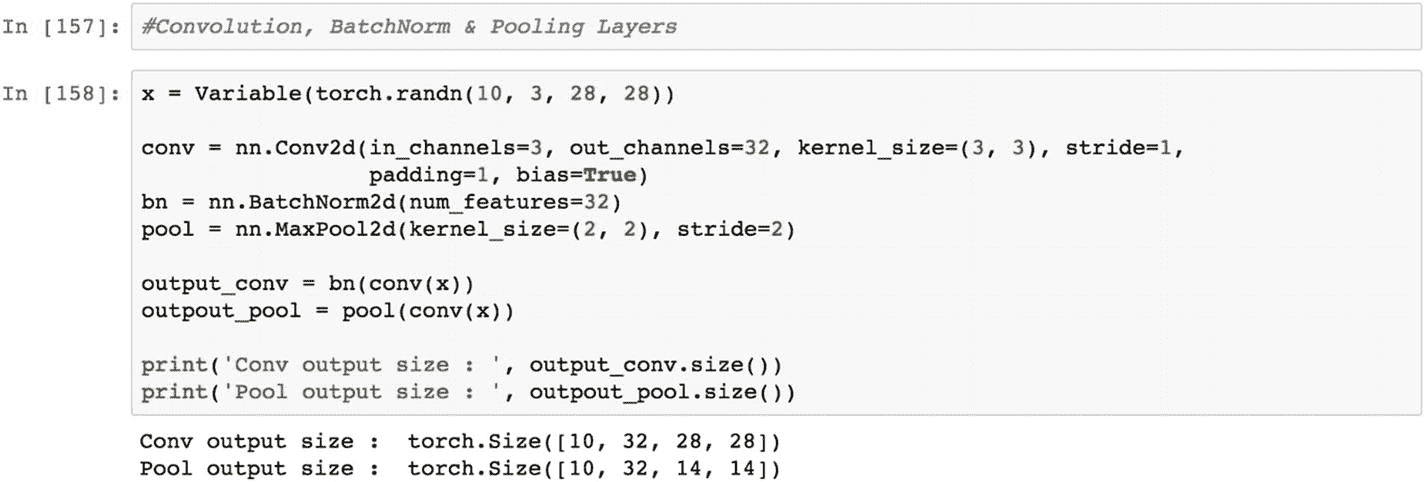 In [157]: #Convolution, BatchNorm & Pooling Layers
In [158]: x = Variable(torch.randn(10, 3, 28, 28))
conv = nn.Conv2d(in_channels=3, out_channels=32, kernel_size=(3, 3), stride=1,
padding=1, bias=True)
bn = nn.BatchNorm2d(num_features=32)
pool = nn.MaxPool2d(kernel_size=(2, 2), stride=2)
output_conv = bn(conv(x))
outpout_pool = pool(conv(x))
print('Conv output size : ', output_conv.size())
print('Pool output size : ', outpout_pool.size())
Conv output size :  torch.Size([10, 32, 28, 28])
Pool output size :  torch.Size([10, 32, 14, 14])